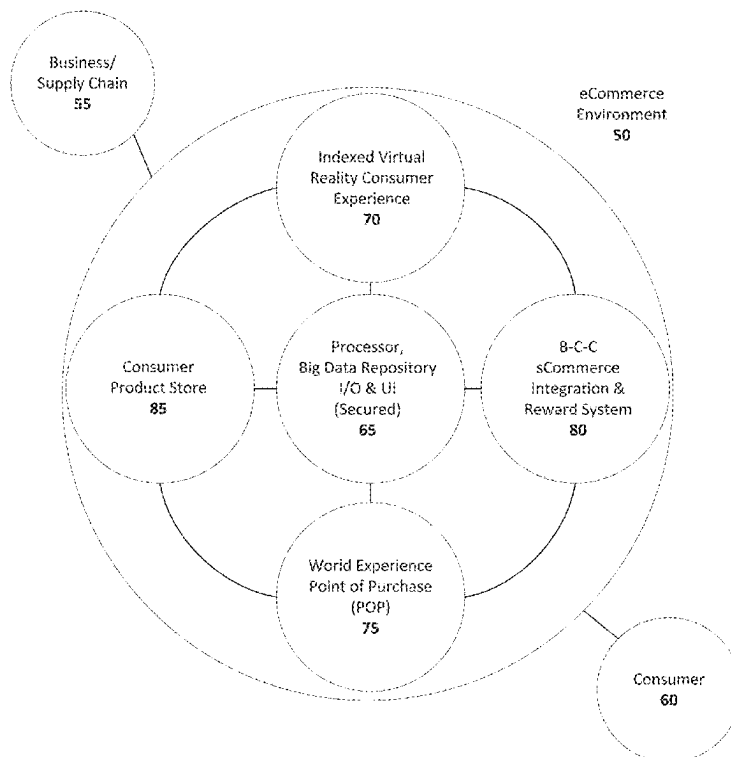 Business/
Supply Chain
55
eCommerce
Environment
50
Indexed Virtual
Reality Consumer
Experience
70
Consumer
Product Store
85
Processor,
Big Data Repository
I/O & UI
(Secured)
65
B-C-C
sCommerce
Integration &
Reward System
80
World Experience
Point of Purchase
(POP)
75
Consumer
60